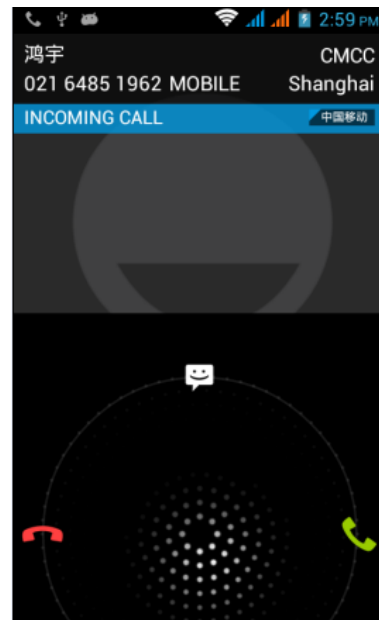 2:59 PM
鸿宇 CMCC
021 6485 1962 MOBILE Shanghai
INCOMING CALL 中国移动